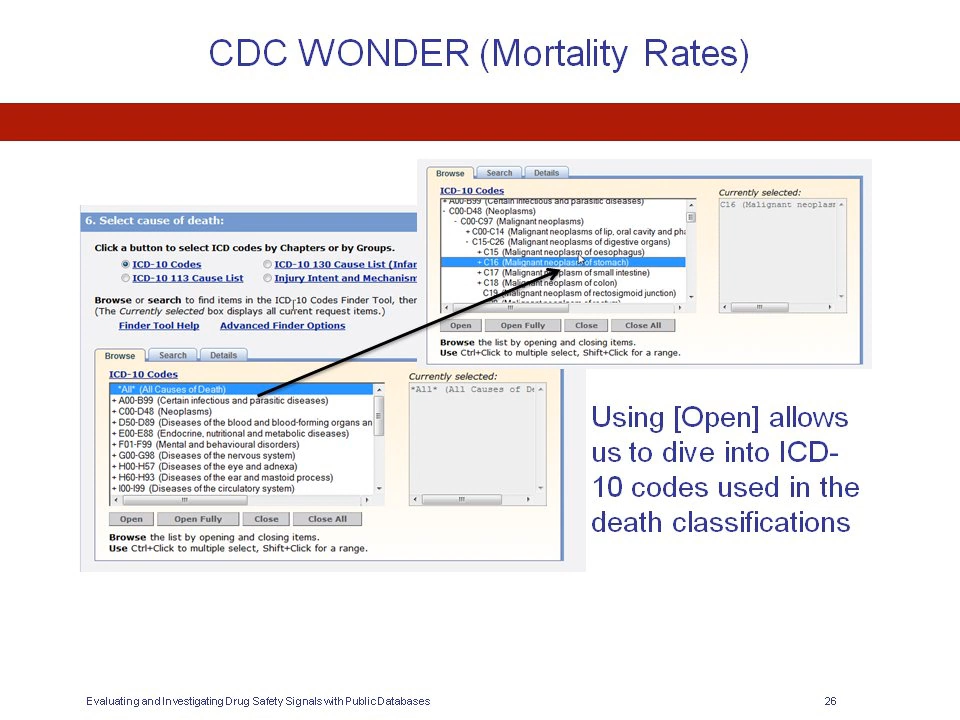 CDC WONDER (Mortality Rates)
6. Select cause of death:
Click a button to select ICD codes by Chapters or by Groups.
ICD-10 Codes
ICD-10 130 Cause List (Infan
ICD-10 113 Cause List
Injury Intent and Mechanism
Browse or search to find items in the ICD-10 Codes Finder Tool, then
(The Currently selected box displays all current request items.)
Finder Tool Help
Advanced Finder Options
Browse
Search
Details
ICD-10 Codes
*All* (All Causes of Death)
+ A00-B99 (Certain infectious and parasitic diseases)
+ C00-D48 (Neoplasms)
+ D50-D89 (Diseases of the blood and blood-forming organs an
+ E00-E88 (Endocrine, nutritional and metabolic diseases)
+ F01-F99 (Mental and behavioural disorders)
+ G00-G98 (Diseases of the nervous system)
+ H00-H57 (Diseases of the eye and adnexa)
+ H60-H93 (Diseases of the ear and mastoid process)
+ I00-I99 (Diseases of the circulatory system)
Currently selected:
*All* (All Causes of De
Open
Open Fully
Close
Close All
Browse the list by opening and closing items.
Use Ctrl+Click to multiple select, Shift+Click for a range.
Browse
Search
Details
ICD-10 Codes
+ A00-B99 (Certain infectious and parasitic diseases)
- C00-D48 (Neoplasms)
- C00-C97 (Malignant neoplasms)
+ C00-C14 (Malignant neoplasms of lip, oral cavity and pha
- C15-C26 (Malignant neoplasms of digestive organs)
+ C15 (Malignant neoplasm of oesophagus)
+ C16 (Malignant neoplasm of stomach)
+ C17 (Malignant neoplasm of small intestine)
+ C18 (Malignant neoplasm of colon)
C19 (Malignant neoplasm of rectosigmoid junction)
Currently selected:
C16 (Malignant neoplasm
Open
Open Fully
Close
Close All
Browse the list by opening and closing items.
Use Ctrl+Click to multiple select, Shift+Click for a range.
Using [Open] allows
us to dive into ICD-
10 codes used in the
death classifications
Evaluating and Investigating Drug Safety Signals with Public Databases
26